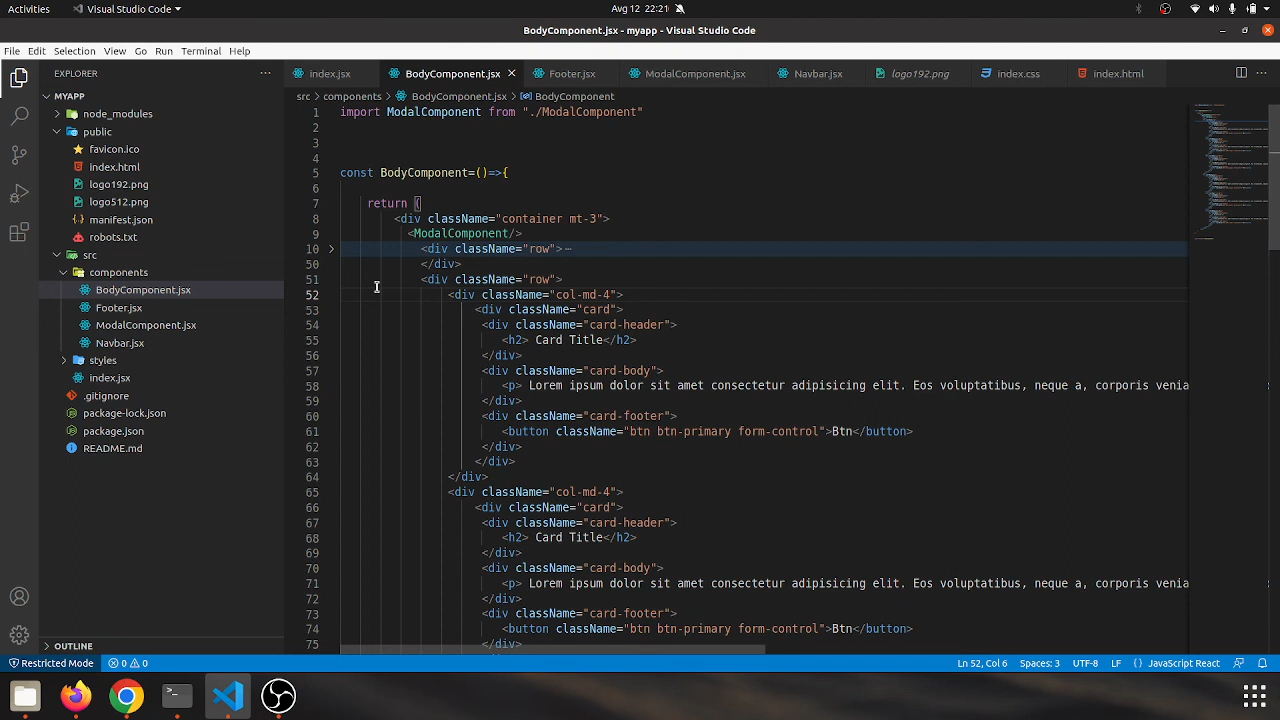 Activities
Visual Studio Code
Avg 12 22:21
BodyComponent.jsx - myapp - Visual Studio Code
File Edit Selection View Go Run Terminal Help
EXPLORER
index.jsx
BodyComponent.jsx
Footer.jsx
ModalComponent.jsx
Navbar.jsx
logo192.png
index.css
index.html
src
components
BodyComponent.jsx
BodyComponent
MYAPP
node_modules
public
favicon.ico
index.html
logo192.png
logo512.png
manifest.json
robots.txt
src
components
BodyComponent.jsx
Footer.jsx
ModalComponent.jsx
Navbar.jsx
styles
index.jsx
.gitignore
package-lock.json
package.json
README.md
OUTLINE
1 import ModalComponent from "./ModalComponent"
2
3
4
5 const BodyComponent=()=>{
6
7 return (
8 <div className="container mt-3">
9 <ModalComponent/>
10 <div className="row">⋯
50 </div>
51 <div className="row">
52 <div className="col-md-4">
53 <div className="card">
54 <div className="card-header">
55 <h2> Card Title</h2>
56 </div>
57 <div className="card-body">
58 <p> Lorem ipsum dolor sit amet consectetur adipisicing elit. Eos voluptatibus, neque a, corporis venia
59 </div>
60 <div className="card-footer">
61 <button className="btn btn-primary form-control">Btn</button>
62 </div>
63 </div>
64 </div>
65 <div className="col-md-4">
66 <div className="card">
67 <div className="card-header">
68 <h2> Card Title</h2>
69 </div>
70 <div className="card-body">
71 <p> Lorem ipsum dolor sit amet consectetur adipisicing elit. Eos voluptatibus, neque a, corporis venia
72 </div>
73 <div className="card-footer">
74 <button className="btn btn-primary form-control">Btn</button>
75 </div>
Restricted Mode
0
0
Ln 52, Col 6
Spaces: 3
UTF-8
LF
JavaScript React